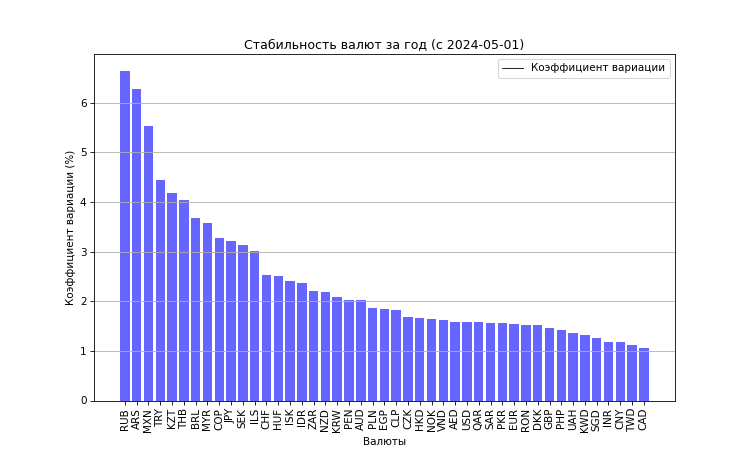 Стабильность валют за год (с 2024-05-01)
Коэффициент вариации
Коэффициент вариации (%)
6
5
4
3
2
1
0
RUB ARS MXN TRY KZT THB BRL MYR COP JPY SEK ILS CHF HUF ISK IDR ZAR NZD KRW PEN AUD PLN EGP CLP CZK HKD NOK VND AED USD QAR SAR PKR EUR RON DKK GBP PHP UAH KWD SGD INR CNY TWD CAD
Валюты